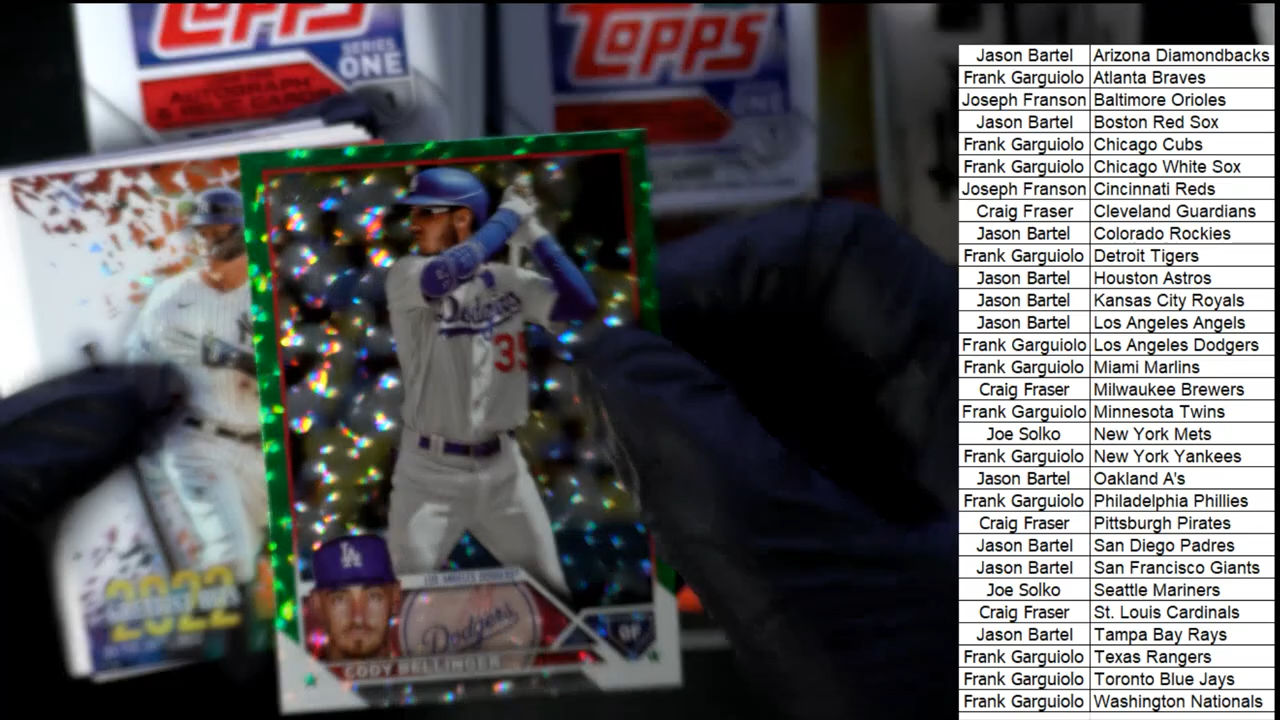 TOPPS
SERIES
ONE
AUTOGRAPH
& RELIC CARDS
TOPPS
ONE
Dodgers
35
LA
LOS ANGELES DODGERS
Dodgers
OF
CODY BELLINGER
2022
Jason Bartel Arizona Diamondbacks
Frank Garguiolo Atlanta Braves
Joseph Franson Baltimore Orioles
Jason Bartel Boston Red Sox
Frank Garguiolo Chicago Cubs
Frank Garguiolo Chicago White Sox
Joseph Franson Cincinnati Reds
Craig Fraser Cleveland Guardians
Jason Bartel Colorado Rockies
Frank Garguiolo Detroit Tigers
Jason Bartel Houston Astros
Jason Bartel Kansas City Royals
Jason Bartel Los Angeles Angels
Frank Garguiolo Los Angeles Dodgers
Frank Garguiolo Miami Marlins
Craig Fraser Milwaukee Brewers
Frank Garguiolo Minnesota Twins
Joe Solko New York Mets
Frank Garguiolo New York Yankees
Jason Bartel Oakland A's
Frank Garguiolo Philadelphia Phillies
Craig Fraser Pittsburgh Pirates
Jason Bartel San Diego Padres
Jason Bartel San Francisco Giants
Joe Solko Seattle Mariners
Craig Fraser St. Louis Cardinals
Jason Bartel Tampa Bay Rays
Frank Garguiolo Texas Rangers
Frank Garguiolo Toronto Blue Jays
Frank Garguiolo Washington Nationals